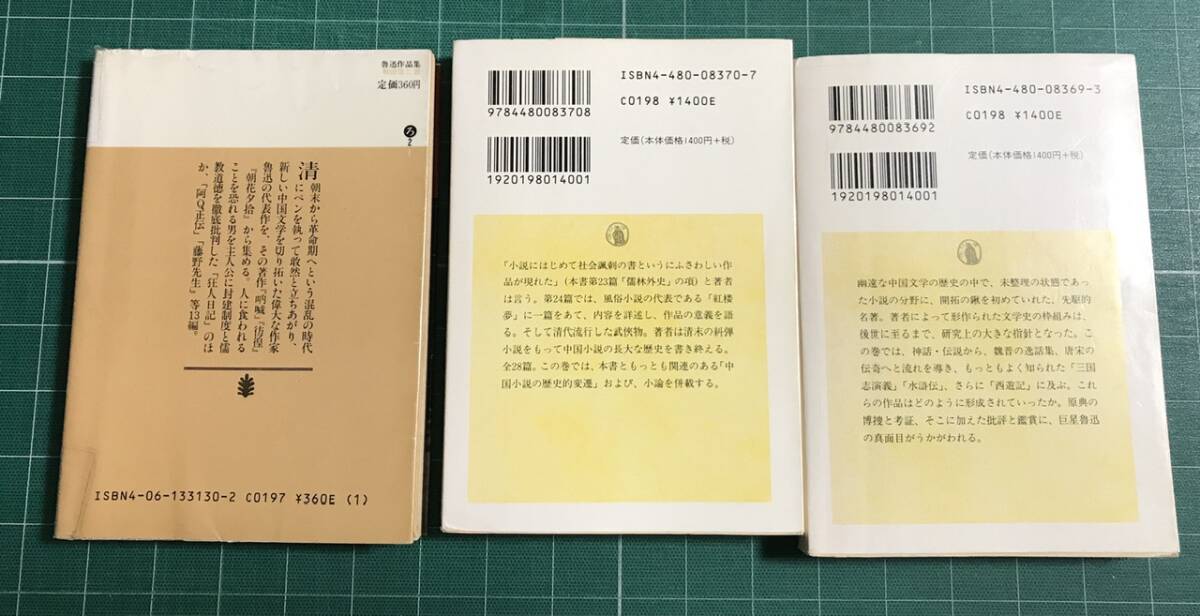 魯迅作品集
定価360円
ろ2
清朝末から革命期へという混乱の時代
にペンを執って敢然と立ちあがり、
新しい中国文学を切り拓いた偉大な作家
魯迅の代表作を、その著作『吶喊』『彷徨』
『朝花夕拾』から集める。人に食われる
ことを恐れる男を主人公に封建制度と儒
教道徳を徹底批判した「狂人日記」のほ
か、「阿Q正伝」「藤野先生」等13編。
ISBN4-06-133130-2 C0197 ¥360E (1)
ISBN4-480-08370-7
9784480083708
C0198 ¥1400E
定価(本体価格1400円+税)
1920198014001
「小説にはじめて社会諷刺の書というにふさわしい作
品が現れた」(本書第23篇「儒林外史」の項)と著者
は言う。第24篇では、風俗小説の代表である「紅楼
夢」に一篇をあて、内容を詳述し、作品の意義を語
る。そして清代流行した武俠物。著者は清末の糾弾
小説をもって中国小説の長大な歴史を書き終える。
全28篇。この巻では、本書ともっとも関連のある「中
国小説の歴史的変遷」および、小論を併載する。
ISBN4-480-08369-3
9784480083692
C0198 ¥1400E
定価(本体価格1400円+税)
1920198014001
幽遠な中国文学の歴史の中で、未整理の状態であっ
た小説の分野に、開拓の鍬を初めていれた、先駆的
名著。著者によって形作られた文学史の枠組みは、
後世に至るまで、研究上の大きな指針となった。こ
の巻では、神話・伝説から、魏晋の逸話集、唐宋の
伝奇へと流れを導き、もっともよく知られた「三国
志演義」「水滸伝」、さらに「西遊記」に及ぶ。これ
らの作品はどのように形成されていったか。原典の
博捜と考証、そこに加えた批評と鑑賞に、巨星魯迅
の真面目がうかがわれる。